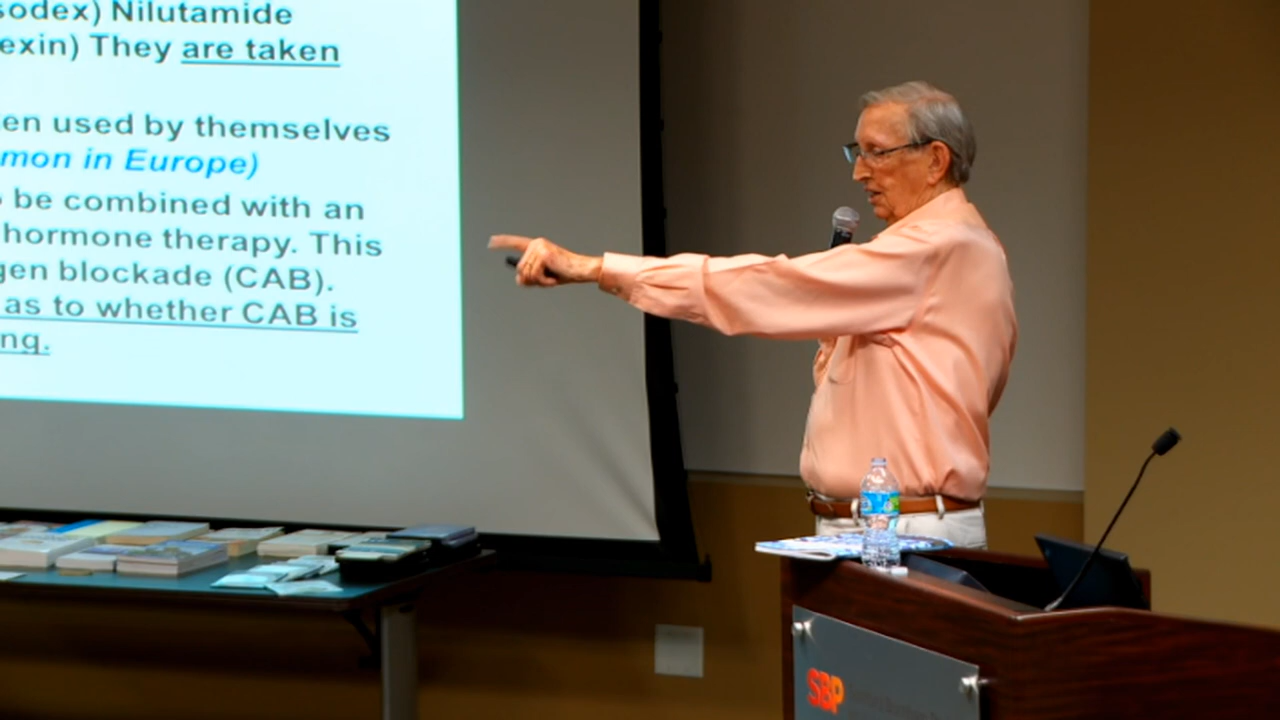 sodex) Nilutamide
exin) They are taken
en used by themselves
mon in Europe)
be combined with an
hormone therapy. This
gen blockade (CAB).
as to whether CAB is
ng.
SBP